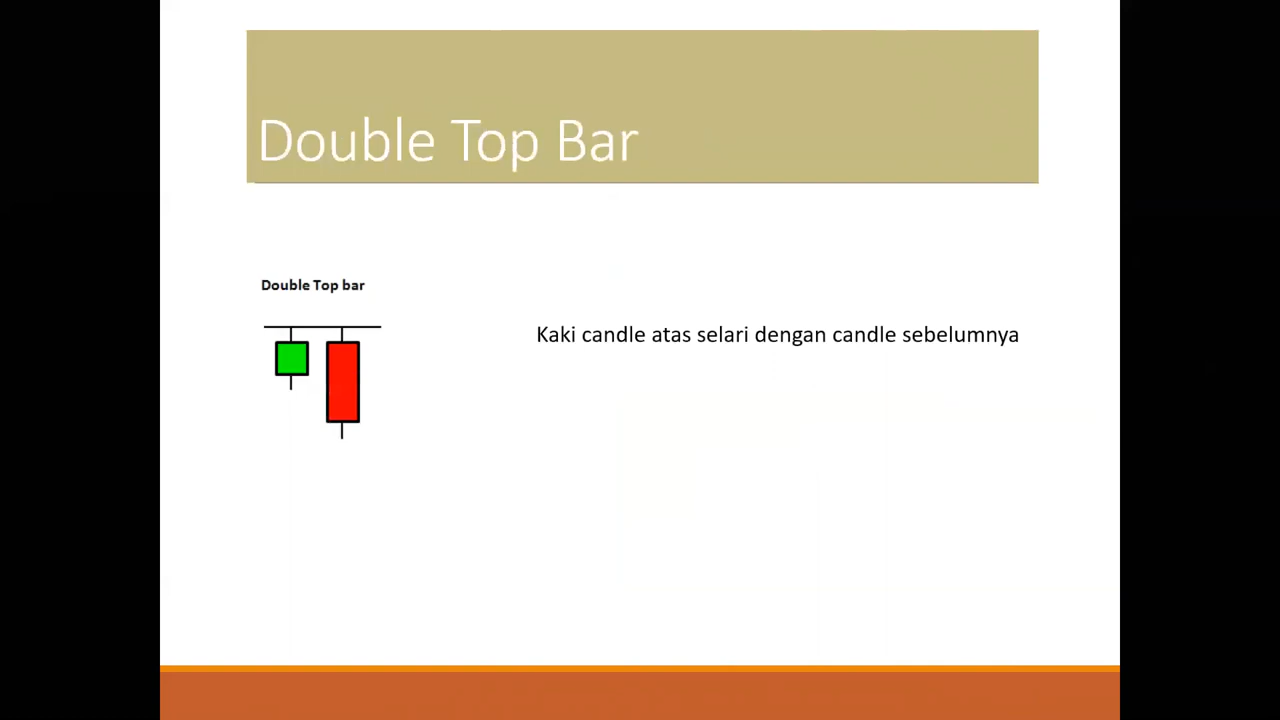 Double Top Bar
Double Top bar
Kaki candle atas selari dengan candle sebelumnya